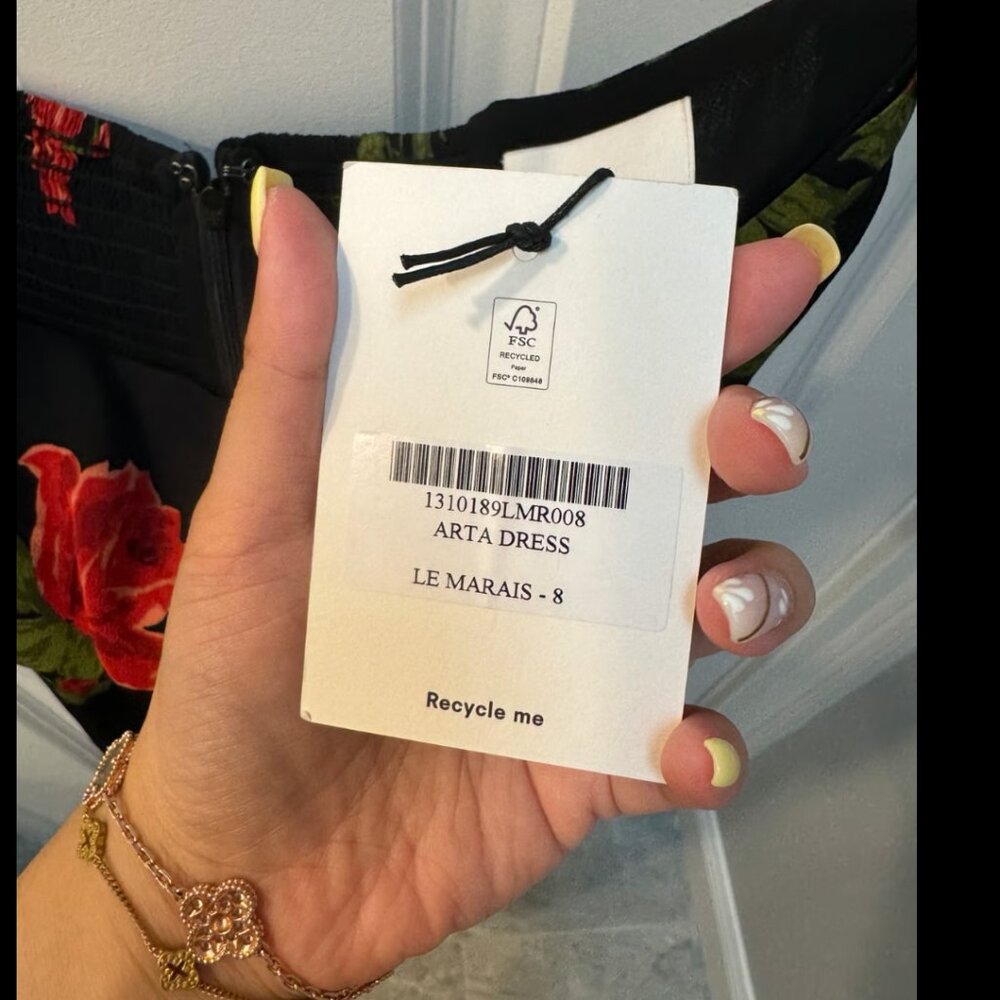 FSC
RECYCLED
Paper
FSC® C109848
1310189LMR008
ARTA DRESS
LE MARAIS - 8
Recycle me